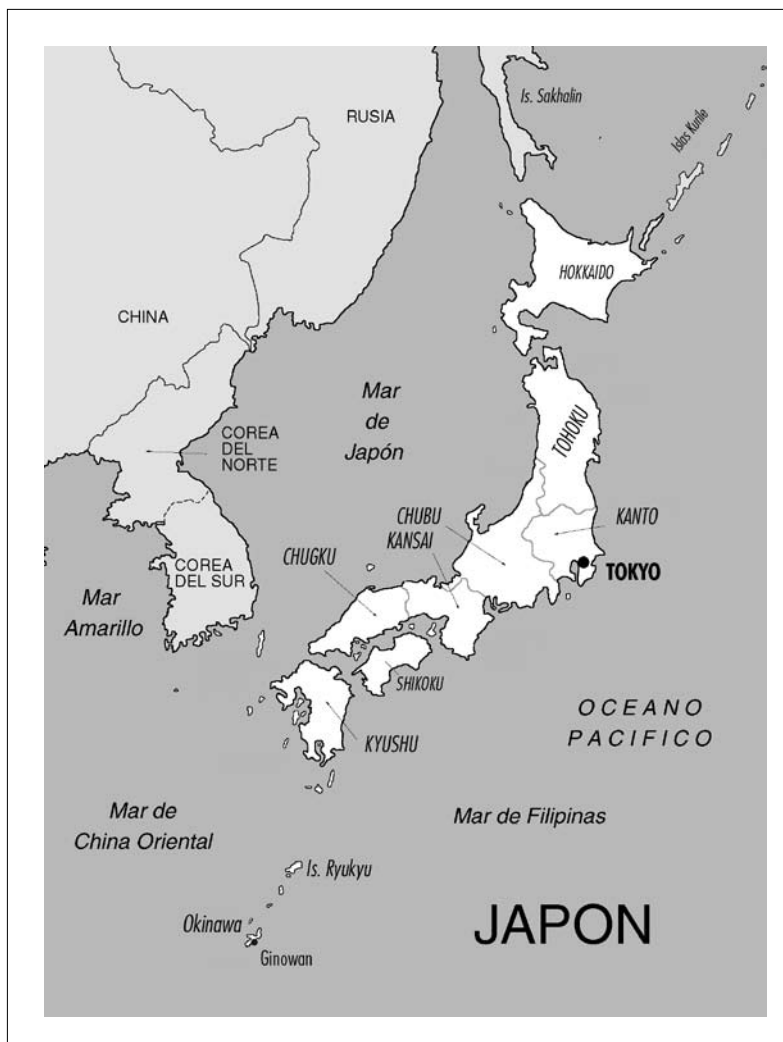 Is. Sakhalin
RUSIA
Islas Kurile
HOKKAIDO
CHINA
Mar
de
Japón
TOHOKU
COREA
DEL
NORTE
CHUBU
KANSAI
KANTO
CHUGKU
COREA
DEL SUR
TOKYO
Mar
Amarillo
SHIKOKU
OCEANO
PACIFICO
KYUSHU
Mar de
China Oriental
Mar de Filipinas
Is. Ryukyu
Okinawa
Ginowan
JAPON